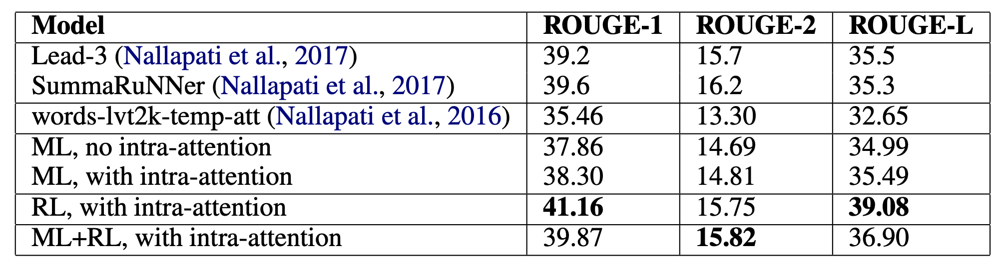 Model ROUGE-1 ROUGE-2 ROUGE-L
Lead-3 (Nallapati et al., 2017) 39.2 15.7 35.5
SummaRuNNer (Nallapati et al., 2017) 39.6 16.2 35.3
words-lvt2k-temp-att (Nallapati et al., 2016) 35.46 13.30 32.65
ML, no intra-attention 37.86 14.69 34.99
ML, with intra-attention 38.30 14.81 35.49
RL, with intra-attention 41.16 15.75 39.08
ML+RL, with intra-attention 39.87 15.82 36.90